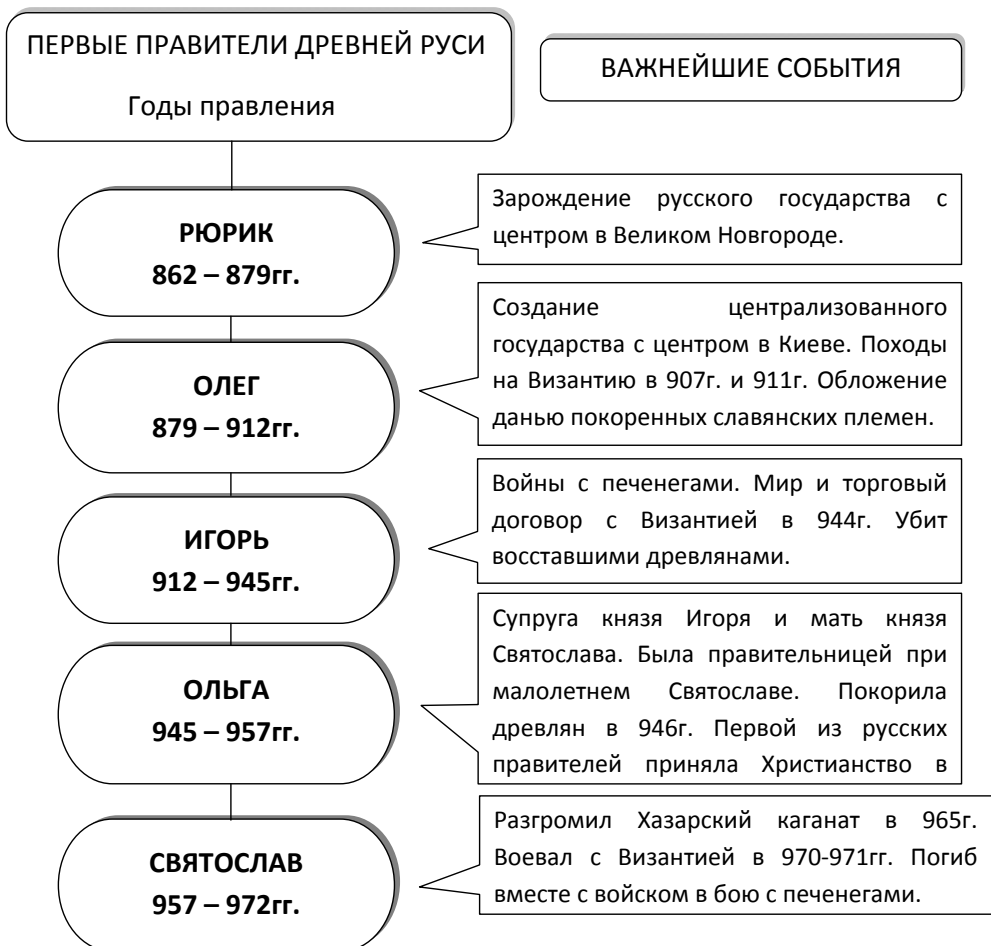 ПЕРВЫЕ ПРАВИТЕЛИ ДРЕВНЕЙ РУСИ
Годы правления
ВАЖНЕЙШИЕ СОБЫТИЯ
РЮРИК
862 – 879гг.
Зарождение русского государства с
центром в Великом Новгороде.
ОЛЕГ
879 – 912гг.
Создание централизованного
государства с центром в Киеве. Походы
на Византию в 907г. и 911г. Обложение
данью покоренных славянских племен.
ИГОРЬ
912 – 945гг.
Войны с печенегами. Мир и торговый
договор с Византией в 944г. Убит
восставшими древлянами.
ОЛЬГА
945 – 957гг.
Супруга князя Игоря и мать князя
Святослава. Была правительницей при
малолетнем Святославе. Покорила
древлян в 946г. Первой из русских
правителей приняла Христианство в
СВЯТОСЛАВ
957 – 972гг.
Разгромил Хазарский каганат в 965г.
Воевал с Византией в 970-971гг. Погиб
вместе с войском в бою с печенегами.